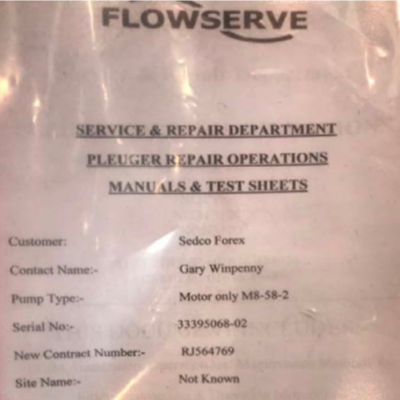 FLOWSERVE
SERVICE & REPAIR DEPARTMENT
PLEUGER REPAIR OPERATIONS
MANUALS & TEST SHEETS
Customer: Sedco Forex
Contact Name:- Gary Winpenny
Pump Type:- Motor only M8-58-2
Serial No:- 33395068-02
New Contract Number:- RJ564769
Site Name:- Not Known